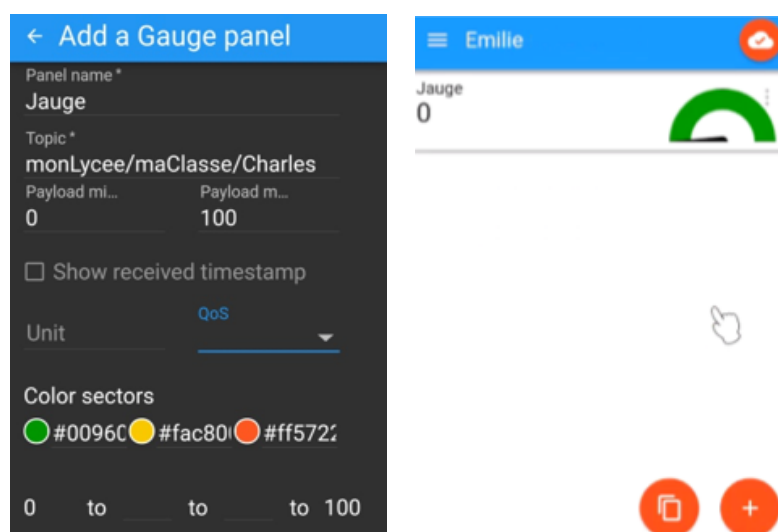 Add a Gauge panel
Panel name *
Jauge
Topic *
monLycee/maClasse/Charles
Payload mi... Payload m...
0 100
Show received timestamp
QoS
Unit
Color sectors
#00960 #fac80 #ff5722
0 to to to 100
Emilie
Jauge
0